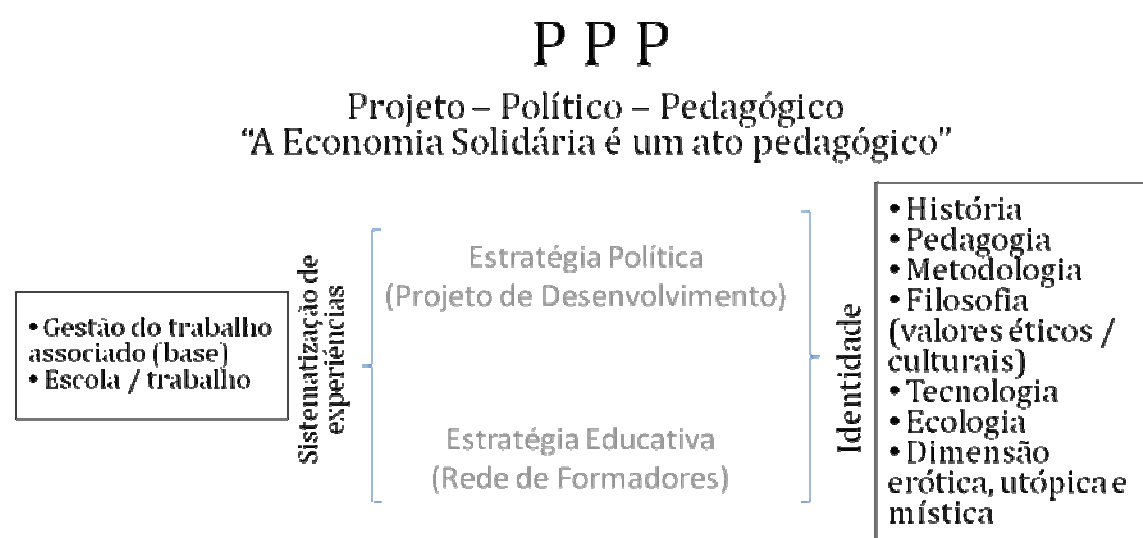 P P P
Projeto – Político – Pedagógico
“A Economia Solidária é um ato pedagógico”
• Gestão do trabalho
associado (base)
• Escola / trabalho
Sistematização de
experiências
Estratégia Política
(Projeto de Desenvolvimento)
Estratégia Educativa
(Rede de Formadores)
Identidade
• História
• Pedagogia
• Metodologia
• Filosofia
(valores éticos /
culturais)
• Tecnologia
• Ecologia
• Dimensão
erótica, utópica e
mística